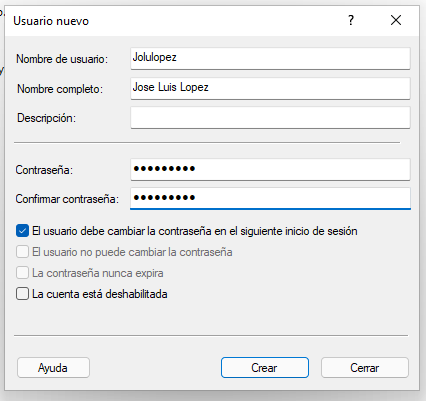 Usuario nuevo ?
Nombre de usuario: Jolulopez
Nombre completo: Jose Luis Lopez
Descripción:
Contraseña: •••••••••
Confirmar contraseña: •••••••••
El usuario debe cambiar la contraseña en el siguiente inicio de sesión
El usuario no puede cambiar la contraseña
La contraseña nunca expira
La cuenta está deshabilitada
Ayuda Crear Cerrar